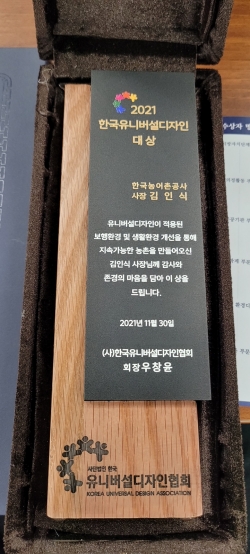 2021
한국유니버설디자인
대상
한국농어촌공사
사장 김 인 식
유니버설디자인이 적용된
보행환경 및 생활환경 개선을 통해
지속가능한 농촌을 만들어오신
김인식 사장님께 감사와
존경의 마음을 담아 이 상을
드립니다.
2021년 11월 30일
(사)한국유니버설디자인협회
회장 우 창 윤
사단법인 한국
유니버설디자인협회
KOREA UNIVERSAL DESIGN ASSOCIATION